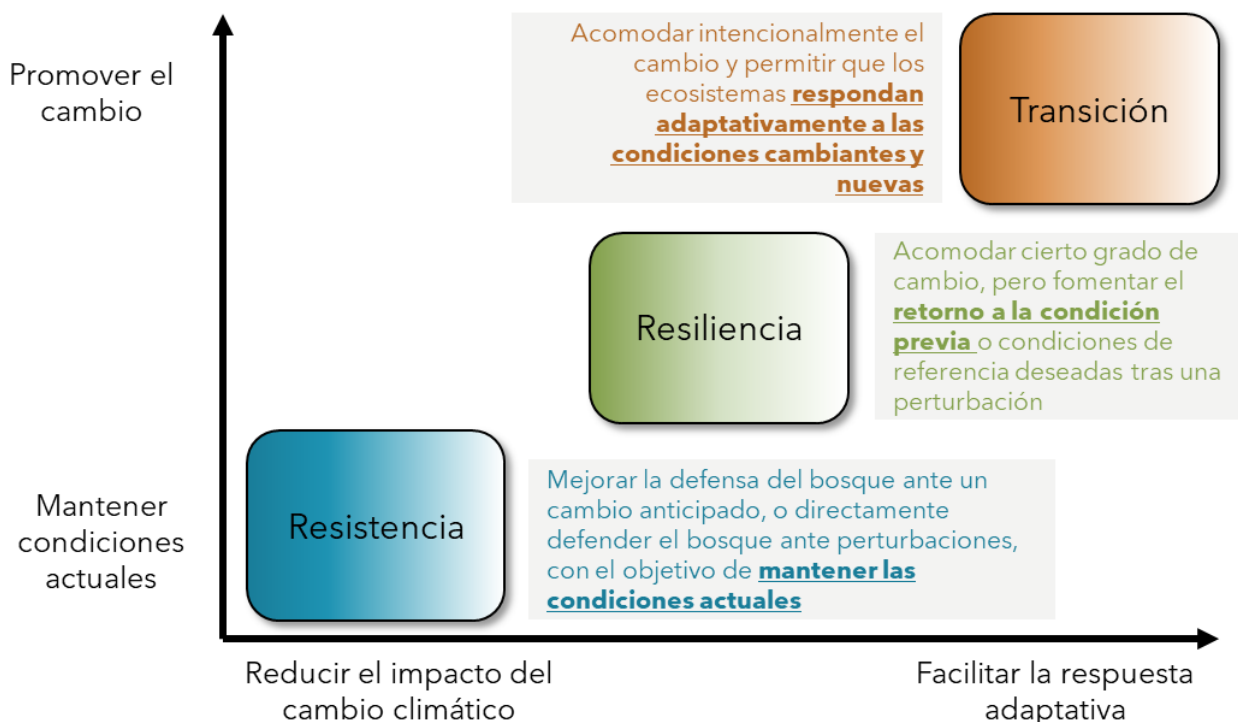 Promover el
cambio
Acomodar intencionalmente el
cambio y permitir que los
ecosistemas respondan
adaptativamente a las
condiciones cambiantes y
nuevas
Transición
Resiliencia
Acomodar cierto grado de
cambio, pero fomentar el
retorno a la condición
previa o condiciones de
referencia deseadas tras una
perturbación
Mantener
condiciones
actuales
Resistencia
Mejorar la defensa del bosque ante un
cambio anticipado, o directamente
defender el bosque ante perturbaciones,
con el objetivo de mantener las
condiciones actuales
Reducir el impacto del
cambio climático
Facilitar la respuesta
adaptativa